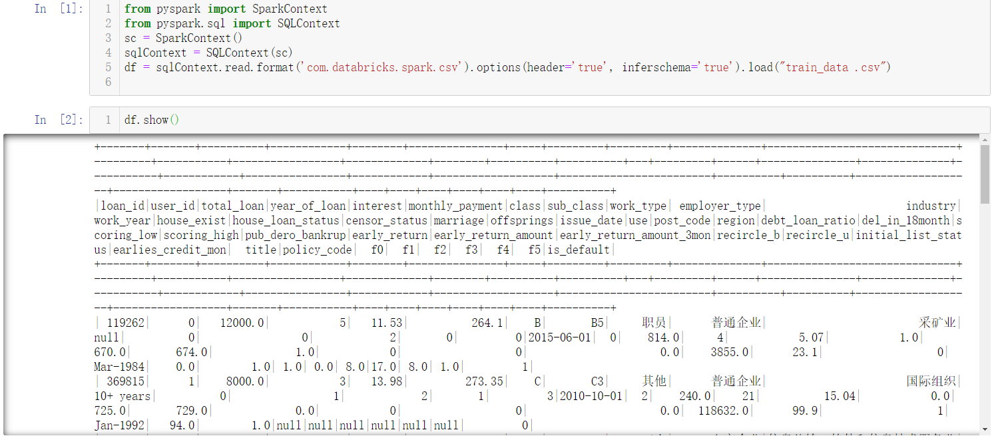 In [1]:
1 from pyspark import SparkContext
2 from pyspark.sql import SQLContext
3 sc = SparkContext()
4 sqlContext = SQLContext(sc)
5 df = sqlContext.read.format('com.databricks.spark.csv').options(header='true', inferschema='true').load("train_data .csv")
6
In [2]:
1 df.show()
|loan_id|user_id|total_loan|year_of_loan|interest|monthly_payment|class|sub_class|work_type| employer_type| industry|
work_year|house_exist|house_loan_status|censor_status|marriage|offsprings|issue_date|use|post_code|region|debt_loan_ratio|del_in_18month|s
coring_low|scoring_high|pub_dero_bankrup|early_return|early_return_amount|early_return_amount_3mon|recircle_b|recircle_u|initial_list_stat
us|earlies_credit_mon| title|policy_code| f0| f1| f2| f3| f4| f5|is_default|
| 119262| 0| 12000.0| 5| 11.53| 264.1| B| B5| 职员| 普通企业| 采矿业|
null| 0| 0| 2| 0| 0|2015-06-01| 0| 814.0| 4| 5.07| 1.0|
670.0| 674.0| 1.0| 0| 0| 0.0| 3855.0| 23.1| 0|
Mar-1984| 0.0| 1.0| 1.0| 0.0| 8.0|17.0| 8.0| 1.0| 1|
| 369815| 1| 8000.0| 3| 13.98| 273.35| C| C3| 其他| 普通企业| 国际组织|
10+ years| 0| 1| 2| 1| 3|2010-10-01| 2| 240.0| 21| 15.04| 0.0|
725.0| 729.0| 0.0| 0| 0| 0.0| 118632.0| 99.9| 1|
Jan-1992| 94.0| 1.0|null|null|null|null|null|null| 0|